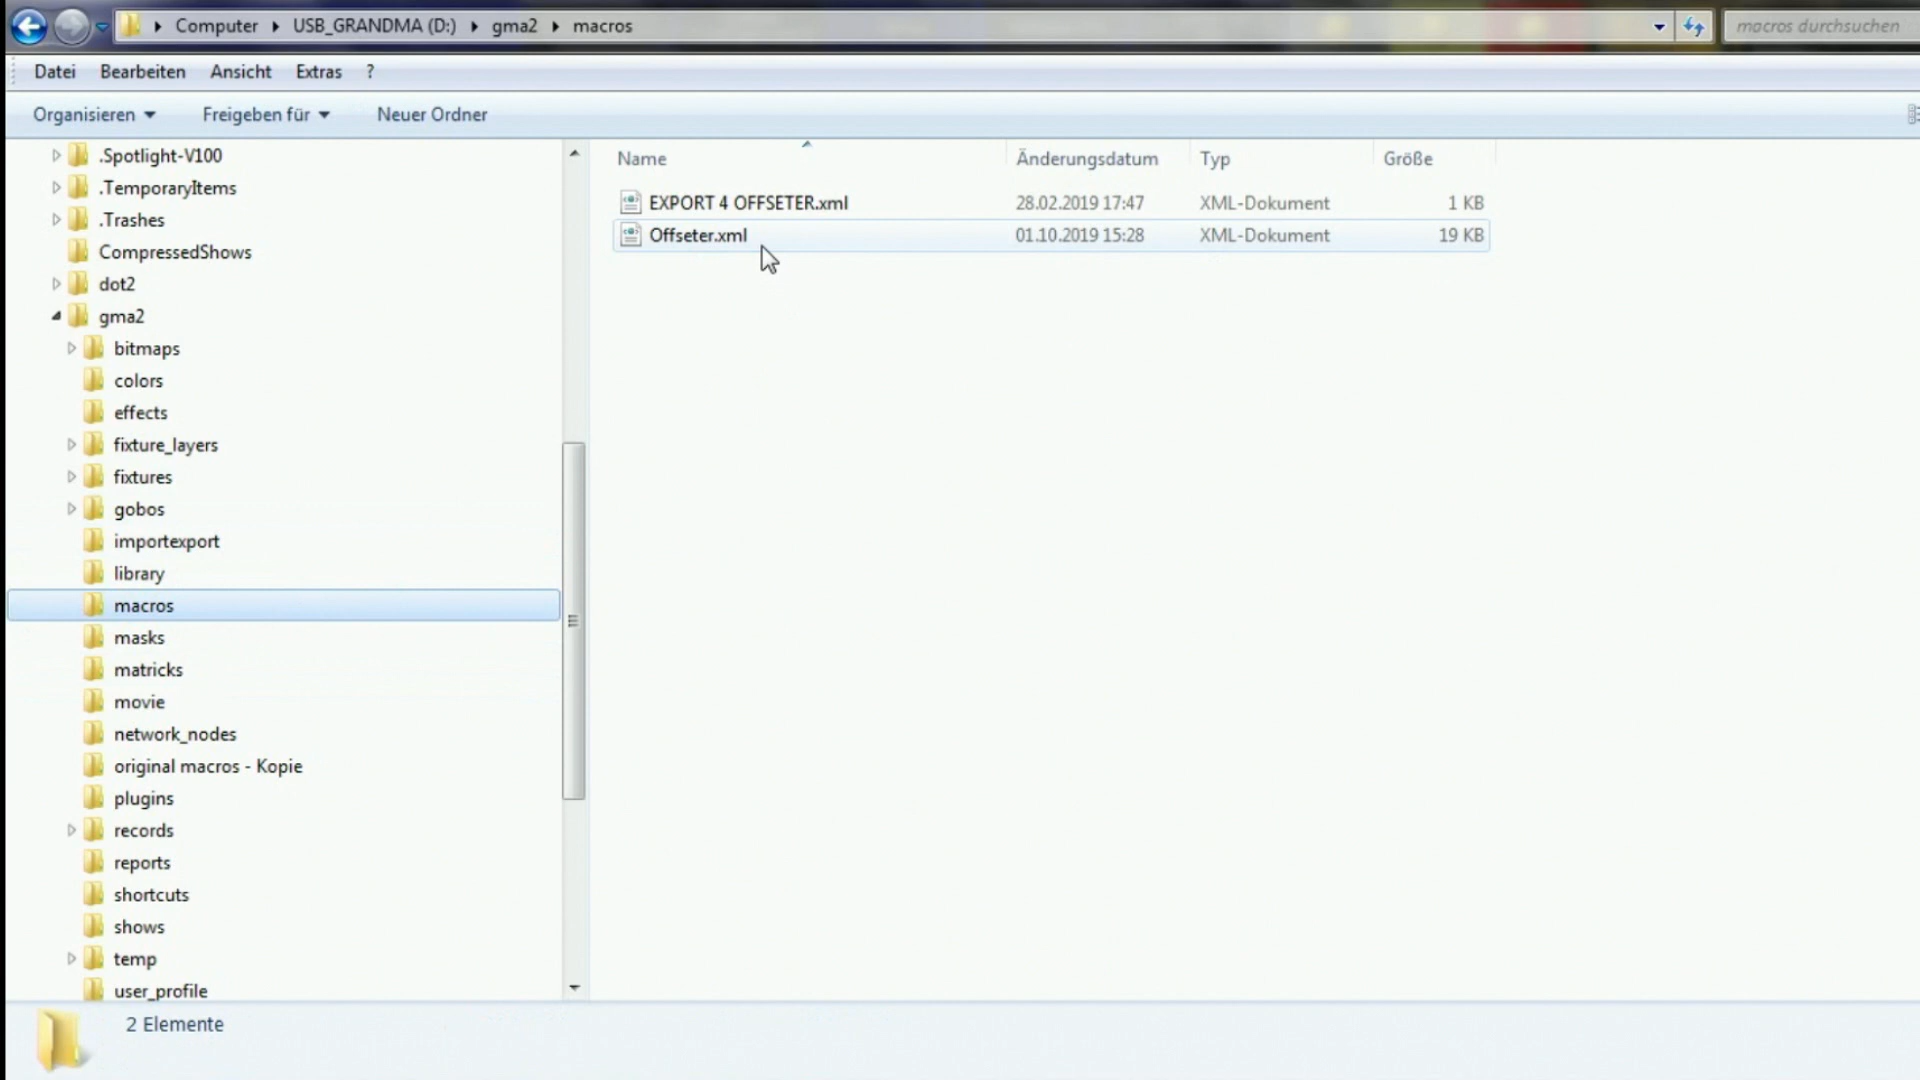 Computer USB_GRANDMA (D:) gma2 macros
macros durchsuchen
Datei Bearbeiten Ansicht Extras ?
Organisieren Freigeben für Neuer Ordner
.Spotlight-V100
.TemporaryItems
.Trashes
CompressedShows
dot2
gma2
bitmaps
colors
effects
fixture_layers
fixtures
gobos
importexport
library
macros
masks
matricks
movie
network_nodes
original macros - Kopie
plugins
records
reports
shortcuts
shows
temp
user_profile
Name Änderungsdatum Typ Größe
EXPORT 4 OFFSETER.xml 28.02.2019 17:47 XML-Dokument 1 KB
Offseter.xml 01.10.2019 15:28 XML-Dokument 19 KB
2 Elemente